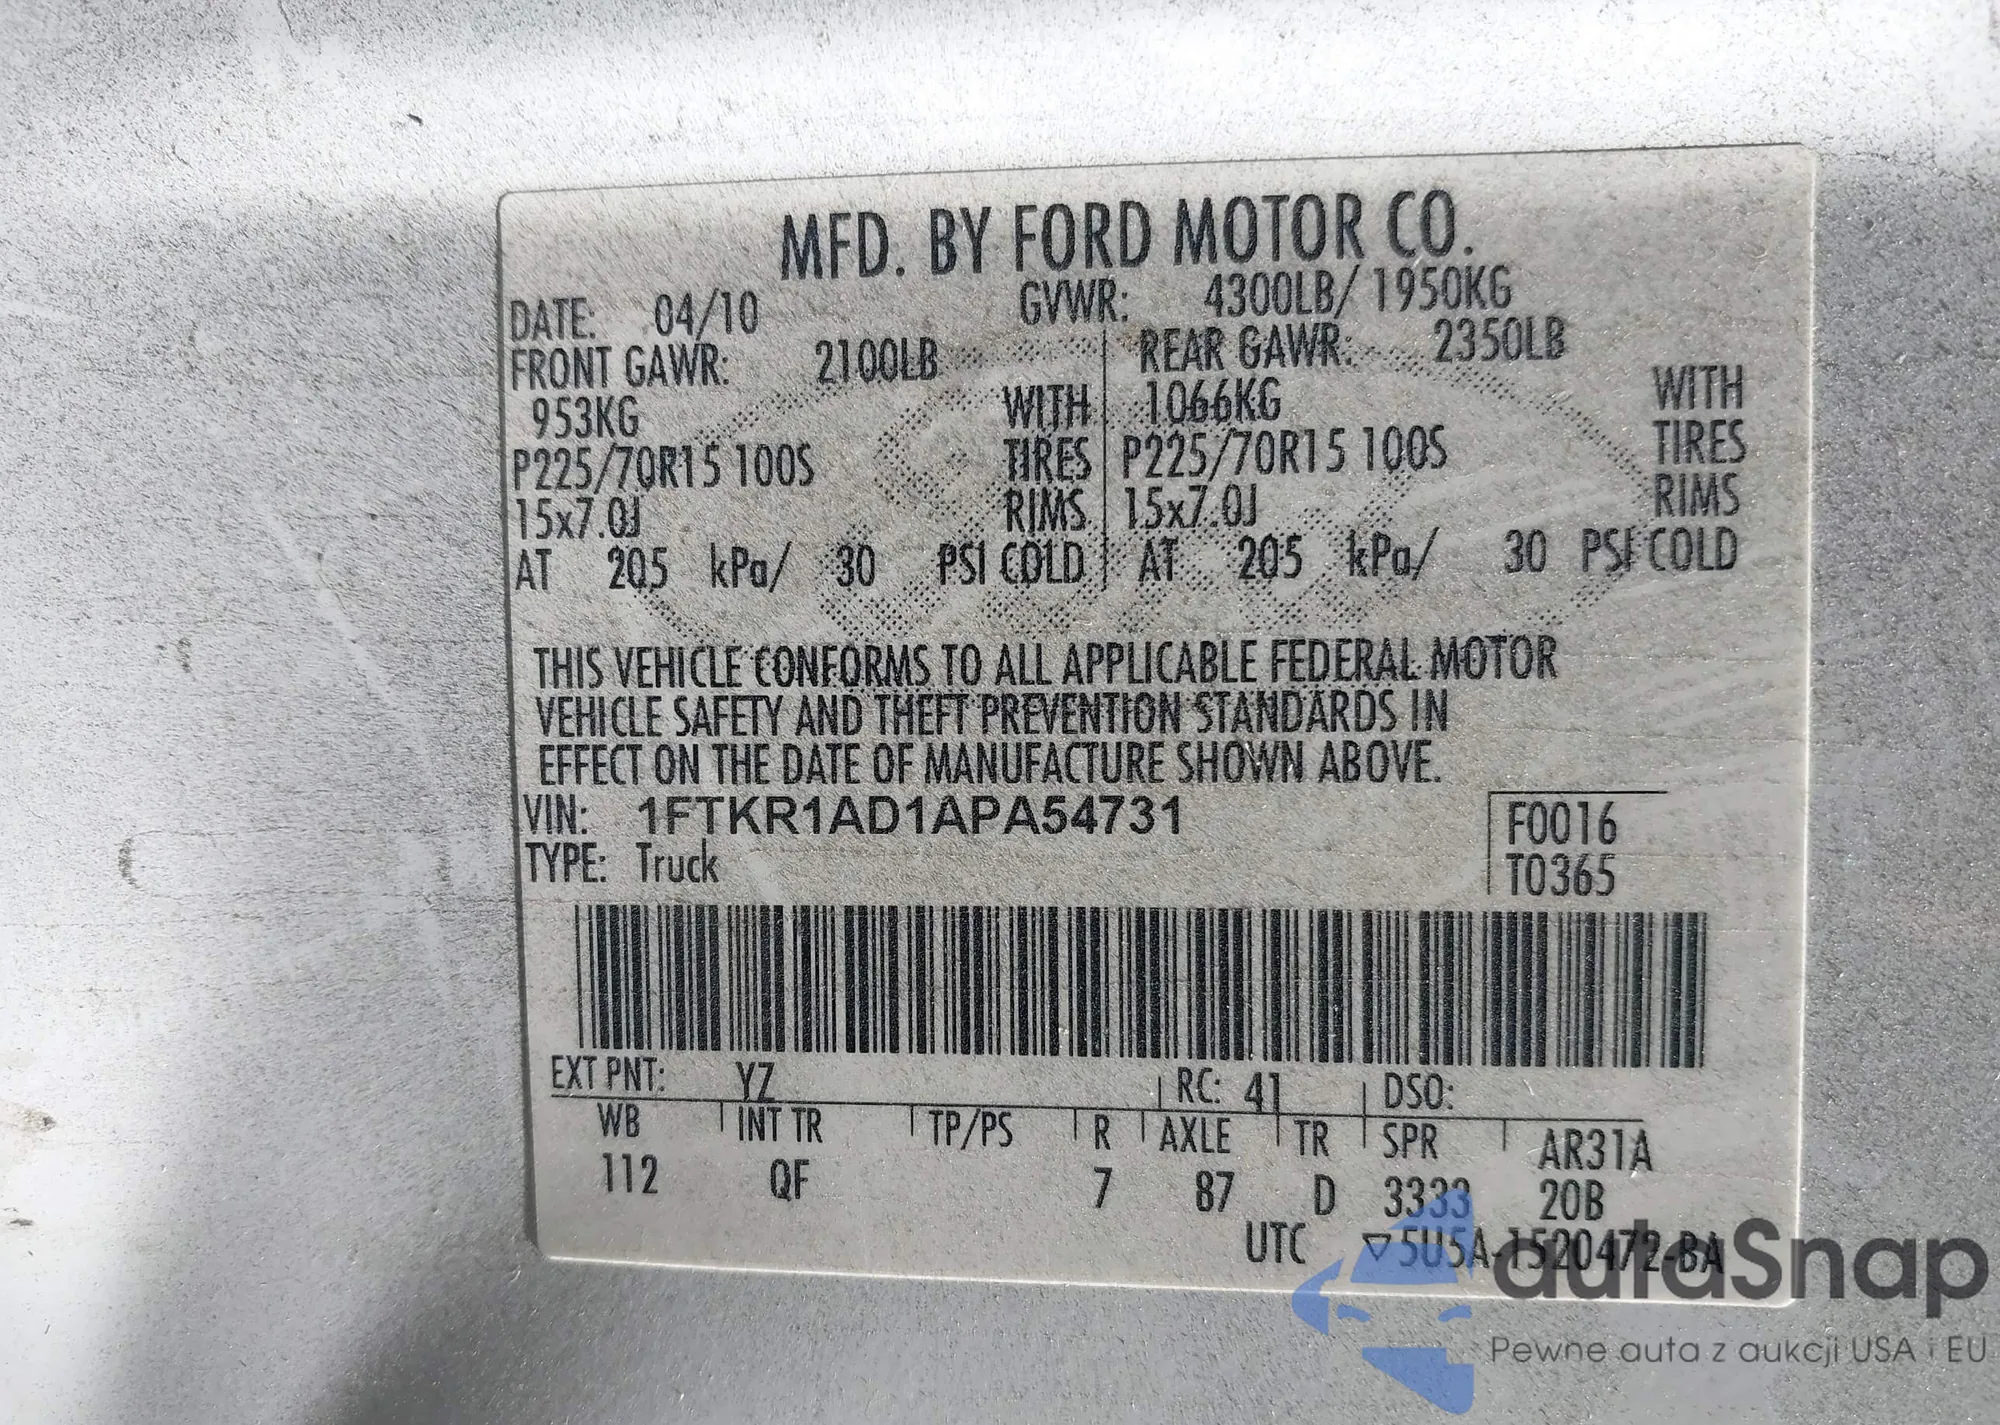 MFD. BY FORD MOTOR CO.
DATE: 04/10 GVWR: 4300LB/ 1950KG
FRONT GAWR: 2100LB REAR GAWR: 2350LB
953KG WITH 1066KG WITH
P225/70R15 100S TIRES P225/70R15 100S TIRES
15x7.0J RIMS 15x7.0J RIMS
AT 205 kPa/ 30 PSI COLD AT 205 kPa/ 30 PSI COLD
THIS VEHICLE CONFORMS TO ALL APPLICABLE FEDERAL MOTOR
VEHICLE SAFETY AND THEFT PREVENTION STANDARDS IN
EFFECT ON THE DATE OF MANUFACTURE SHOWN ABOVE.
VIN: 1FTKR1AD1APA54731 F0016
TYPE: Truck T0365
EXT PNT: YZ RC: 41 DSO:
WB INT TR TP/PS R AXLE TR SPR AR31A
112 QF 7 87 D 3333 20B
UTC ▽5U5A-1520472-BA
autaSnap
Pewne auta z aukcji USA i EU